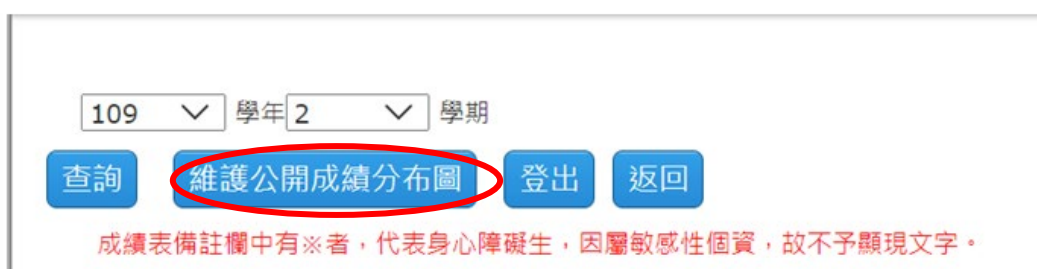 109 學年 2 學期
查詢 維護公開成績分布圖 登出 返回
成績表備註欄中有※者，代表身心障礙生，因屬敏感性個資，故不予顯現文字。